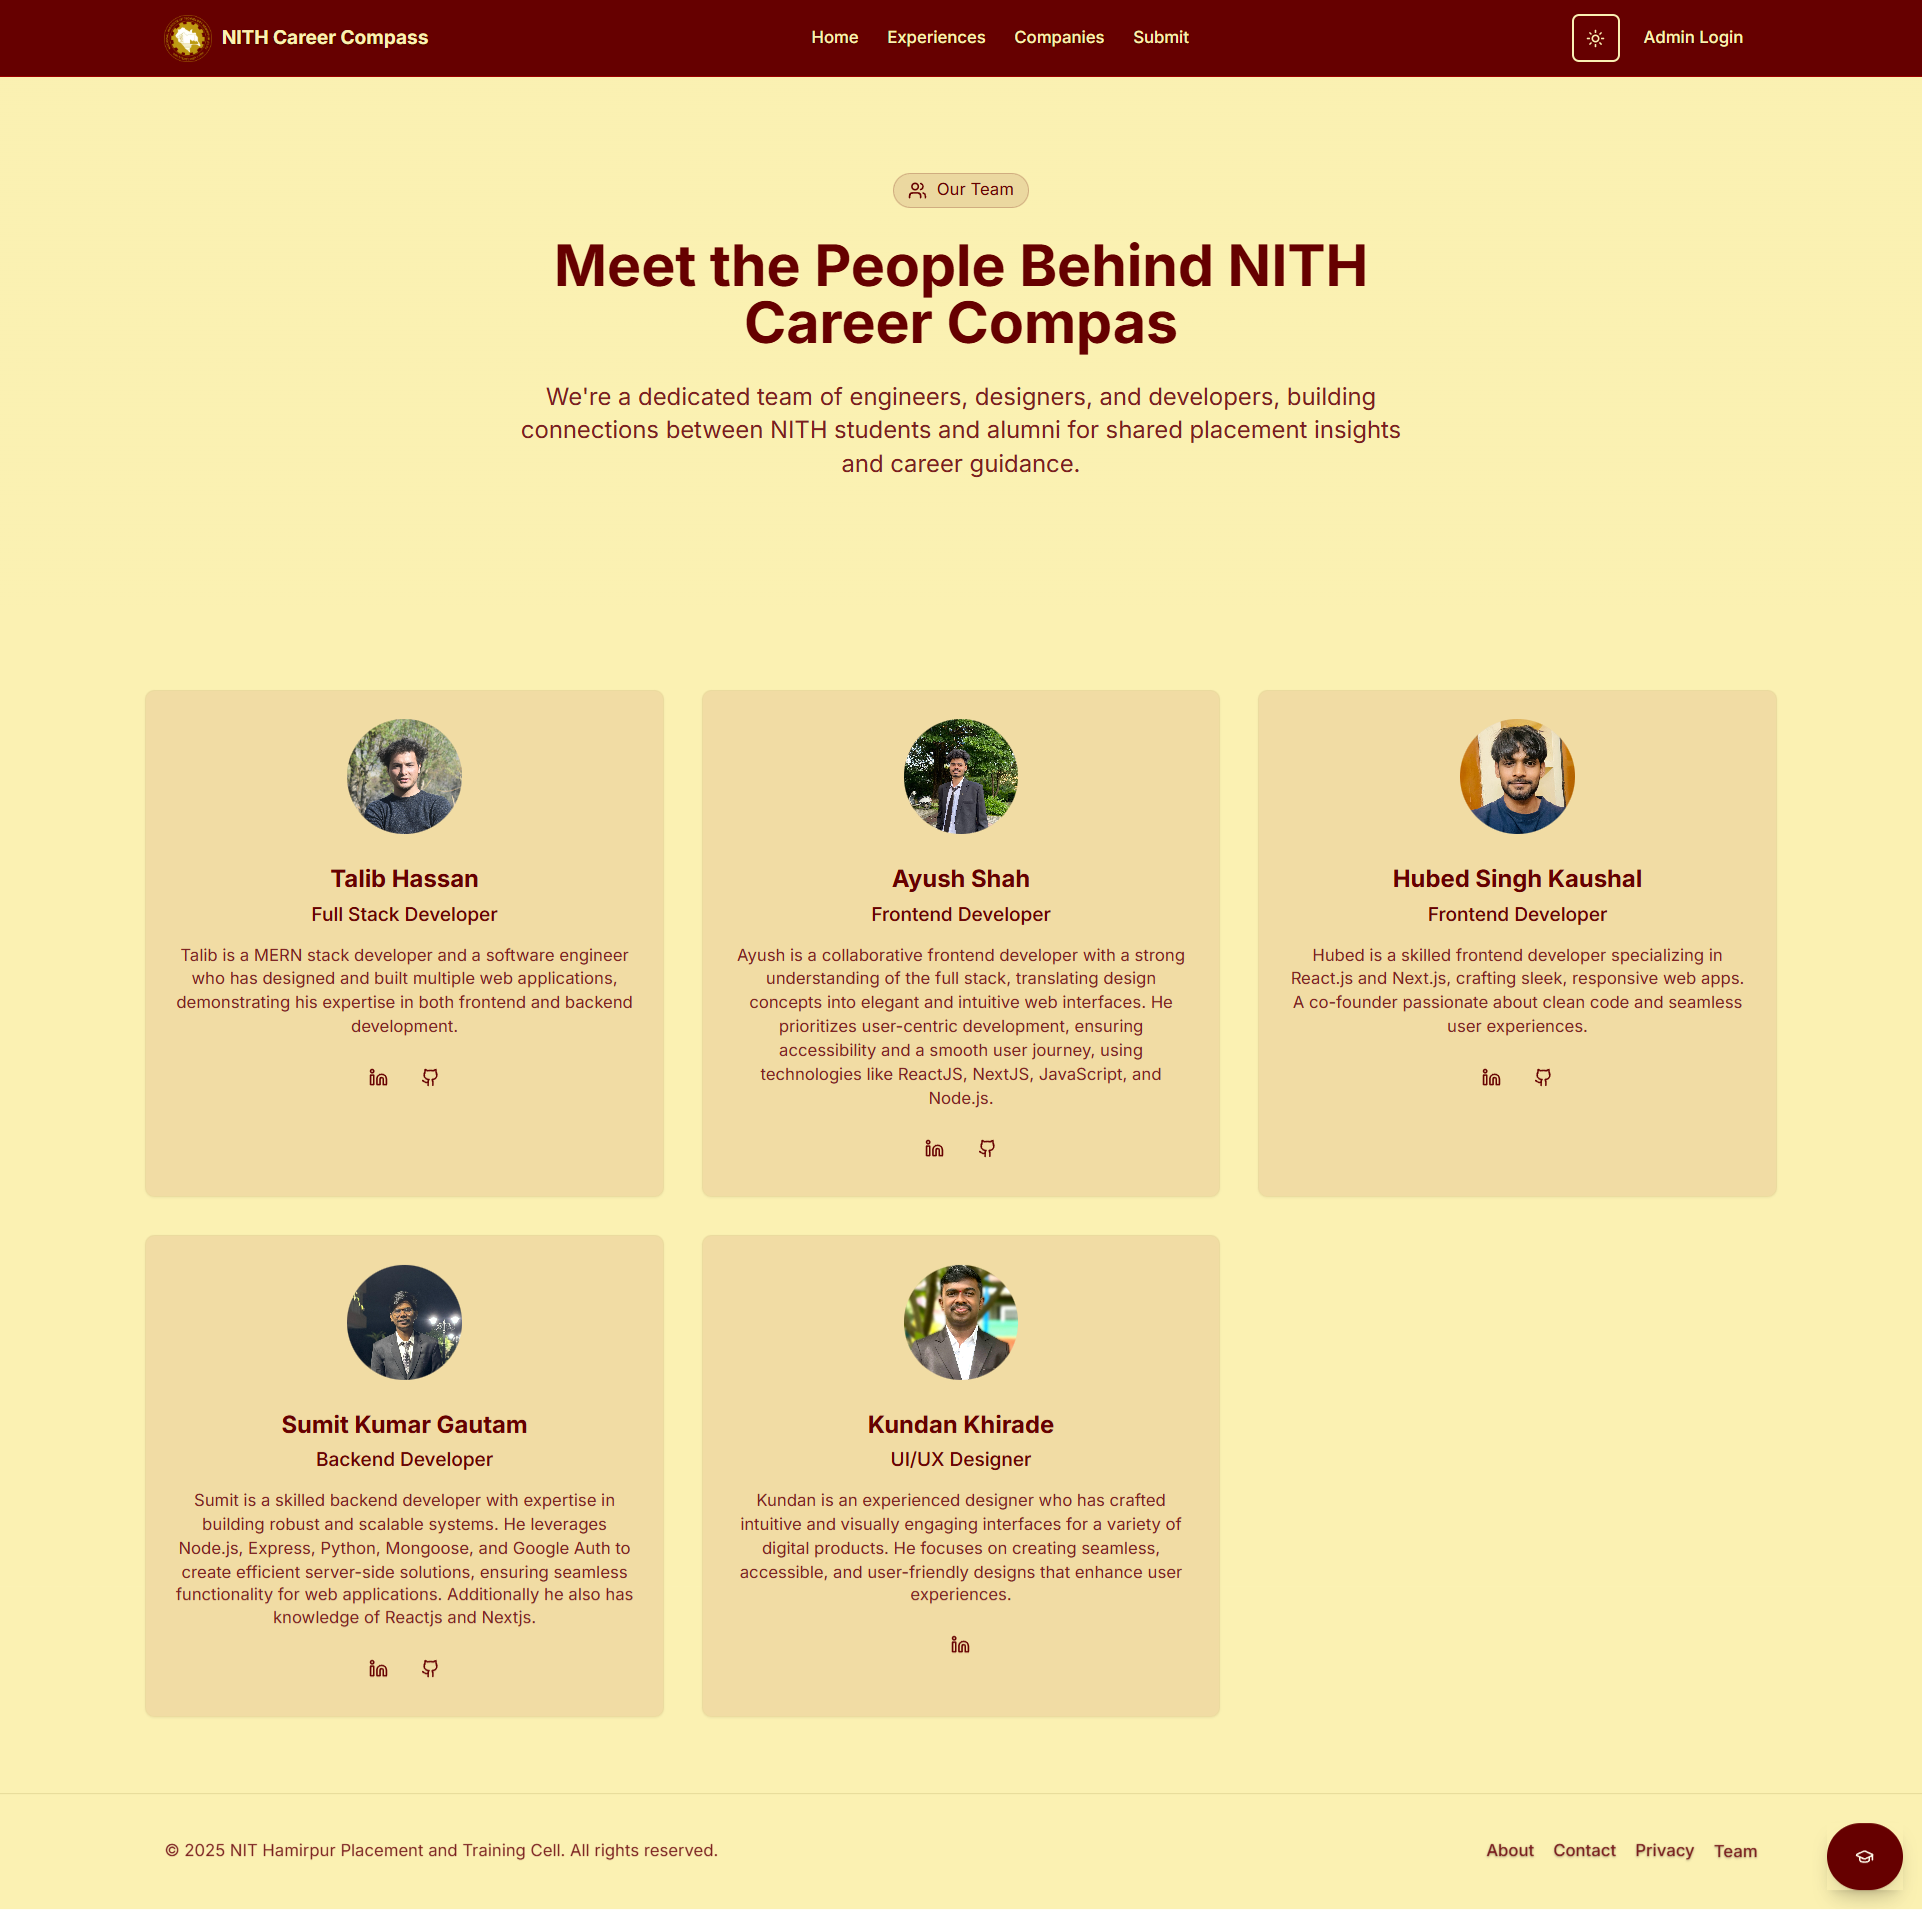 NITH Career Compass
Home Experiences Companies Submit
Admin Login
Our Team
Meet the People Behind NITH
Career Compas
We're a dedicated team of engineers, designers, and developers, building
connections between NITH students and alumni for shared placement insights
and career guidance.
Talib Hassan
Full Stack Developer
Talib is a MERN stack developer and a software engineer
who has designed and built multiple web applications,
demonstrating his expertise in both frontend and backend
development.
Ayush Shah
Frontend Developer
Ayush is a collaborative frontend developer with a strong
understanding of the full stack, translating design
concepts into elegant and intuitive web interfaces. He
prioritizes user-centric development, ensuring
accessibility and a smooth user journey, using
technologies like ReactJS, NextJS, JavaScript, and
Node.js.
Hubed Singh Kaushal
Frontend Developer
Hubed is a skilled frontend developer specializing in
React.js and Next.js, crafting sleek, responsive web apps.
A co-founder passionate about clean code and seamless
user experiences.
Sumit Kumar Gautam
Backend Developer
Sumit is a skilled backend developer with expertise in
building robust and scalable systems. He leverages
Node.js, Express, Python, Mongoose, and Google Auth to
create efficient server-side solutions, ensuring seamless
functionality for web applications. Additionally he also has
knowledge of Reactjs and Nextjs.
Kundan Khirade
UI/UX Designer
Kundan is an experienced designer who has crafted
intuitive and visually engaging interfaces for a variety of
digital products. He focuses on creating seamless,
accessible, and user-friendly designs that enhance user
experiences.
© 2025 NIT Hamirpur Placement and Training Cell. All rights reserved.
About Contact Privacy Team